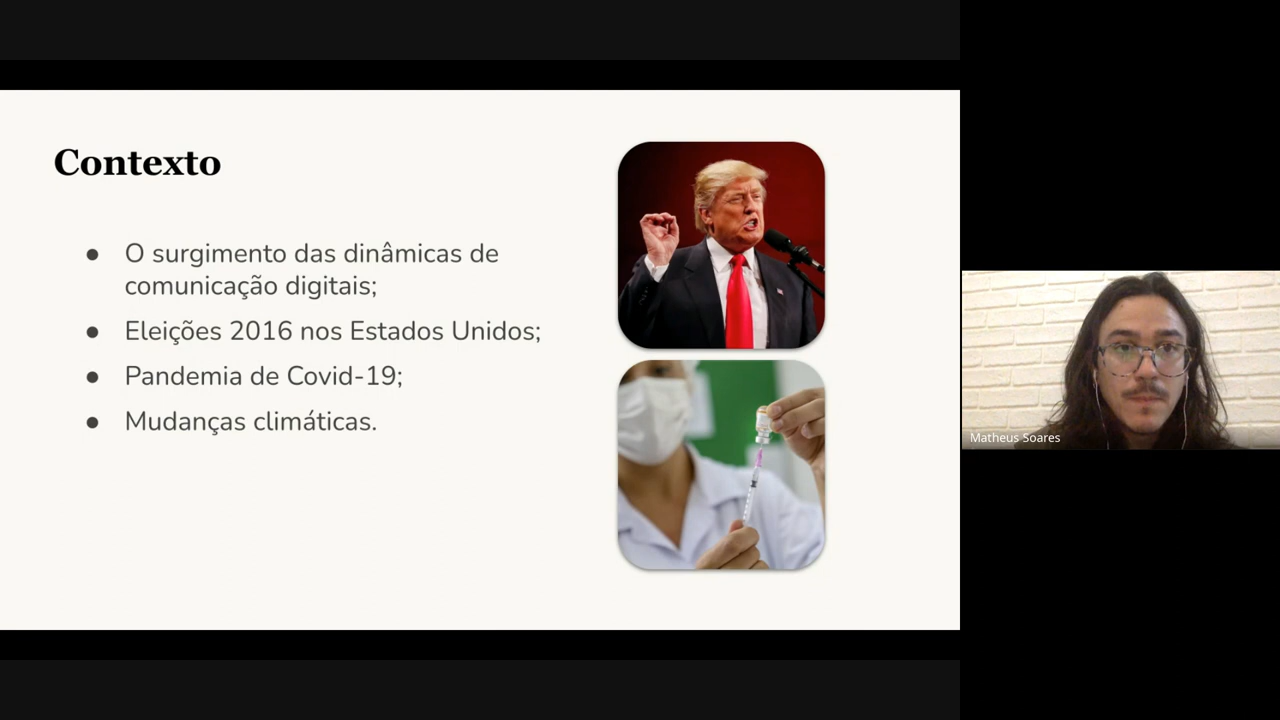 Contexto
● O surgimento das dinâmicas de
comunicação digitais;
● Eleições 2016 nos Estados Unidos;
● Pandemia de Covid-19;
● Mudanças climáticas.
Matheus Soares